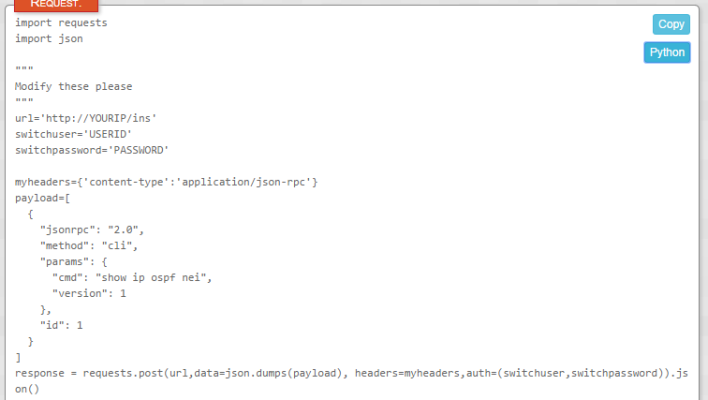 REQUEST:
Copy
Python
import requests
import json
"""
Modify these please
"""
url='http://YOURIP/ins'
switchuser='USERID'
switchpassword='PASSWORD'
myheaders={'content-type':'application/json-rpc'}
payload=[
  {
    "jsonrpc": "2.0",
    "method": "cli",
    "params": {
      "cmd": "show ip ospf nei",
      "version": 1
    },
    "id": 1
  }
]
response = requests.post(url,data=json.dumps(payload), headers=myheaders,auth=(switchuser,switchpassword)).js
on()